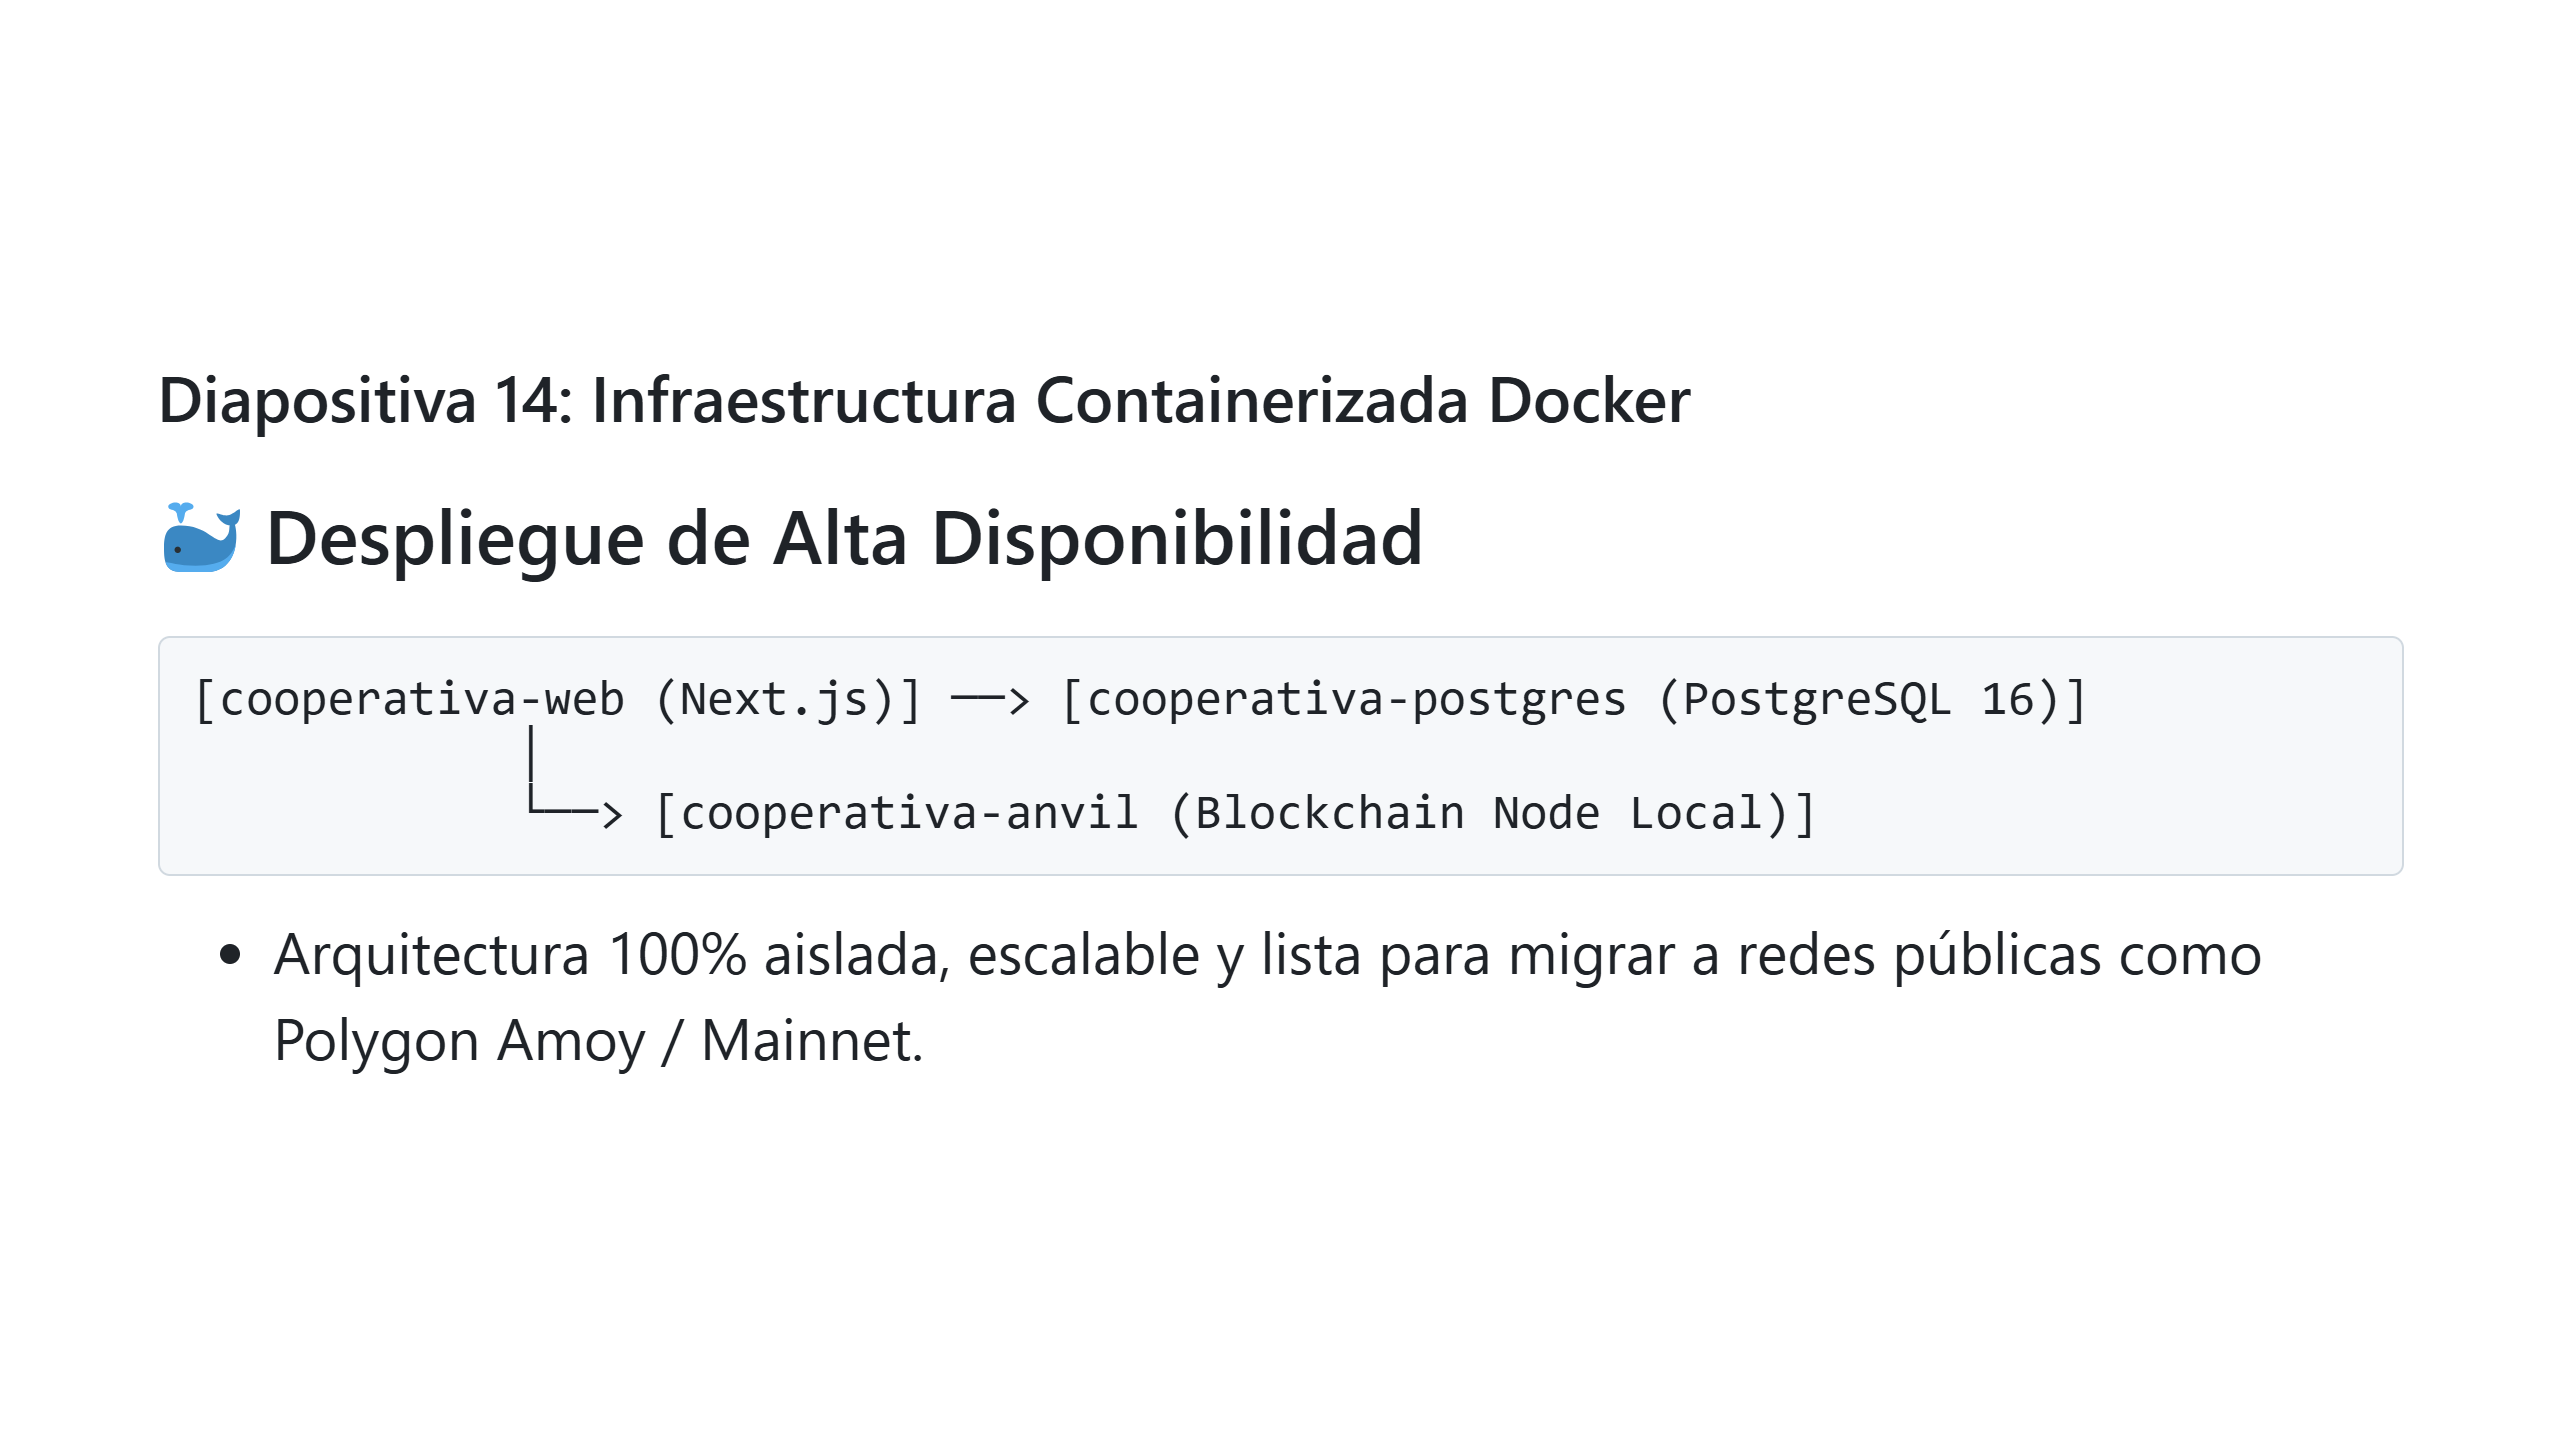 Diapositiva 14: Infraestructura Containerizada Docker
🐳 Despliegue de Alta Disponibilidad
[cooperativa-web (Next.js)] ──> [cooperativa-postgres (PostgreSQL 16)]
│
└──> [cooperativa-anvil (Blockchain Node Local)]
• Arquitectura 100% aislada, escalable y lista para migrar a redes públicas como
Polygon Amoy / Mainnet.